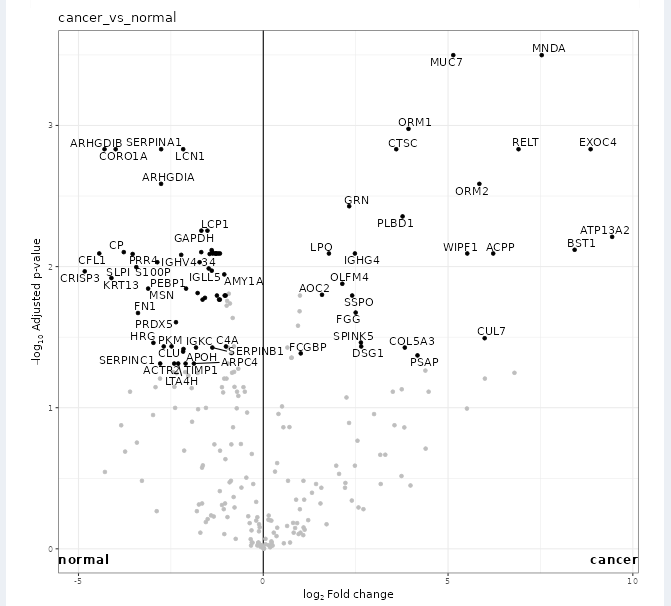 cancer_vs_normal
MNDA
MUC7
ORM1
ARHGDIB SERPINA1
CTSC
RELT
EXOC4
CORO1A
LCN1
ARHGDIA
ORM2
GRN
PLBD1
LCP1
ATP13A2
GAPDH
CP
LPO
WIPF1
ACPP
BST1
CFL1
PRR4
IGHV4-34
IGHG4
CRISP3
SLPI
S100P
IGLL5
OLFM4
KRT13
PEBP1
AMY1A
AOC2
MSN
SSPO
FN1
FGG
PRDX5
HRG
PKM
IGKC
C4A
SPINK5
COL5A3
CUL7
CLU
SERPINB1
FCGBP
DSG1
SERPINC1
APOH
ARPC4
PSAP
ACTR2
TIMP1
LTA4H
3
2
1
0
-log10 Adjusted p-value
normal
cancer
-5
0
5
10
log2 Fold change